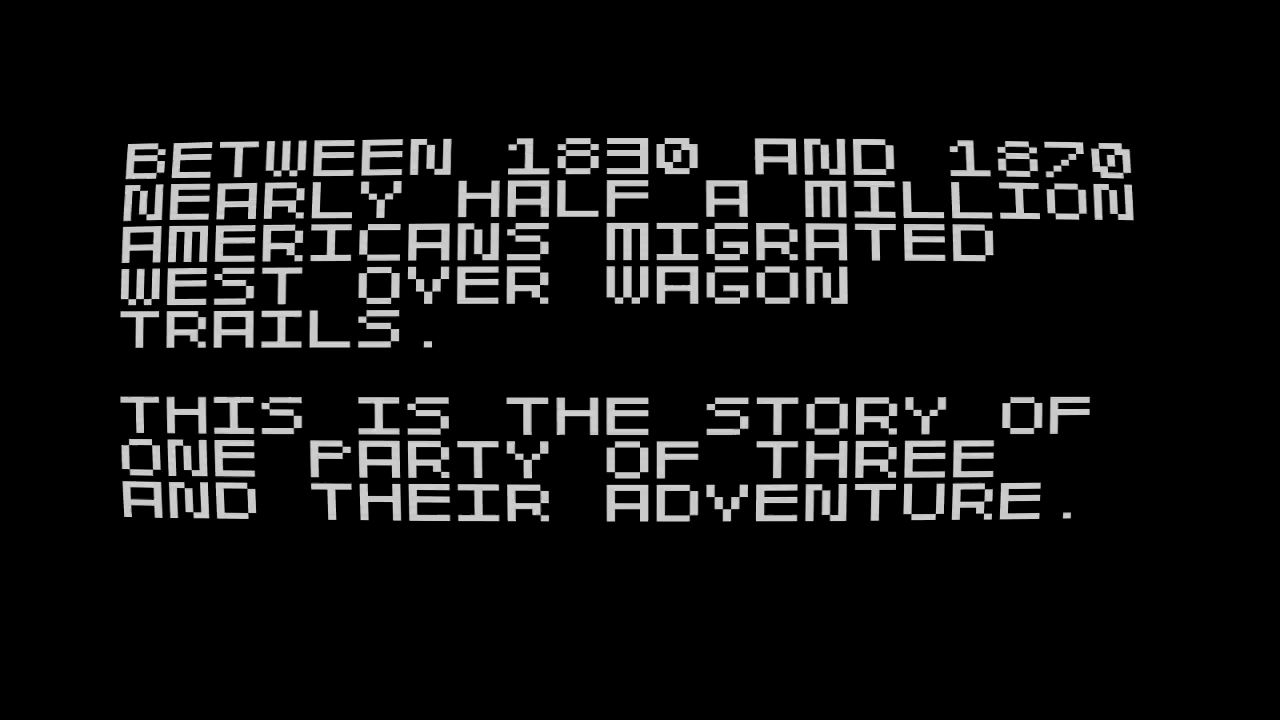 BETWEEN 1830 AND 1870
NEARLY HALF A MILLION
AMERICANS MIGRATED
WEST OVER WAGON
TRAILS.
THIS IS THE STORY OF
ONE PARTY OF THREE
AND THEIR ADVENTURE.